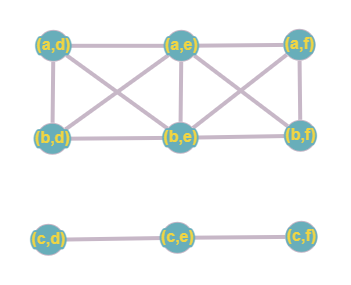 (a,d) (a,e) (a,f)
(b,d) (b,e) (b,f)
(c,d) (c,e) (c,f)